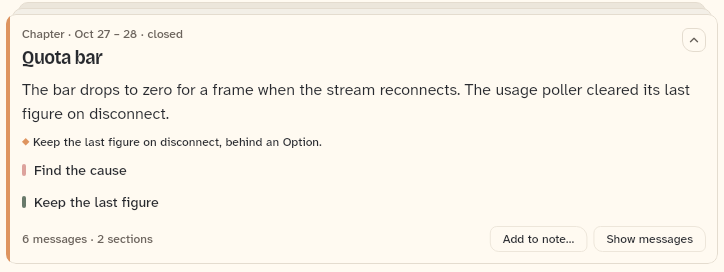 Chapter · Oct 27 – 28 · closed
Quota bar
The bar drops to zero for a frame when the stream reconnects. The usage poller cleared its last
figure on disconnect.
Keep the last figure on disconnect, behind an Option.
Find the cause
Keep the last figure
6 messages · 2 sections
Add to note...
Show messages